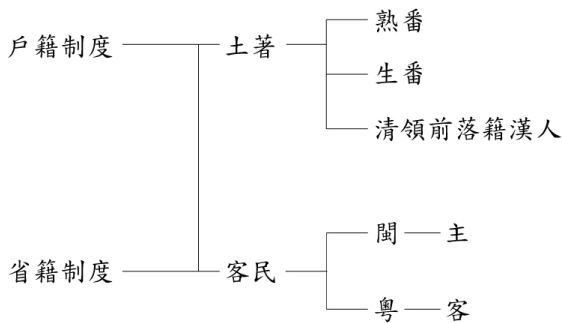 熟番
戶籍制度 土著
生番
清領前落籍漢人
閩 主
省籍制度 客民
粵 客